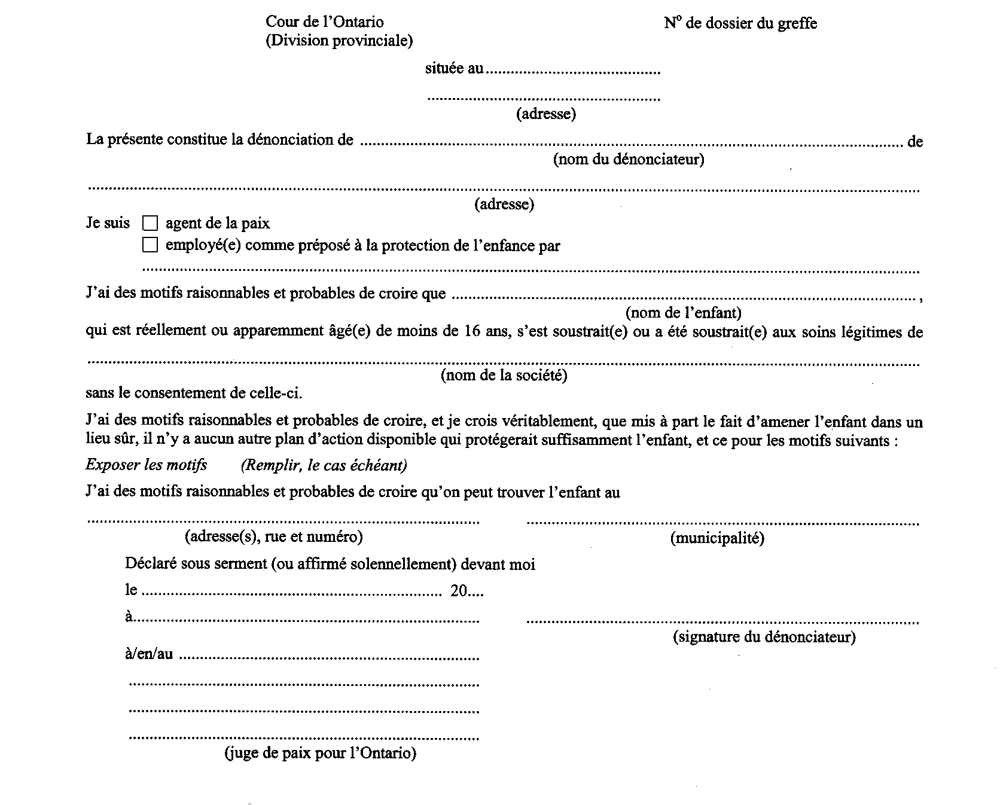 Cour de l'Ontario N° de dossier du greffe
(Division provinciale)
située au........................................
........................................................
(adresse)
La présente constitue la dénonciation de ........................................ de
(nom du dénonciateur)
........................................................
(adresse)
Je suis ☐ agent de la paix
☐ employé(e) comme préposé à la protection de l'enfance par
........................................................
J'ai des motifs raisonnables et probables de croire que ........................................ ,
(nom de l'enfant)
qui est réellement ou apparemment âgé(e) de moins de 16 ans, s'est soustrait(e) ou a été soustrait(e) aux soins légitimes de
........................................................
(nom de la société)
sans le consentement de celle-ci.
J'ai des motifs raisonnables et probables de croire, et je crois véritablement, que mis à part le fait d'amener l'enfant dans un
lieu sûr, il n'y a aucun autre plan d'action disponible qui protégerait suffisamment l'enfant, et ce pour les motifs suivants :
Exposer les motifs (Remplir, le cas échéant)
J'ai des motifs raisonnables et probables de croire qu'on peut trouver l'enfant au
........................................ ........................................
(adresse(s), rue et numéro) (municipalité)
Déclaré sous serment (ou affirmé solennellement) devant moi
le ........................................ 20....
à........................................ ........................................
(signature du dénonciateur)
à/en/au ........................................
........................................
........................................
........................................
(juge de paix pour l'Ontario)